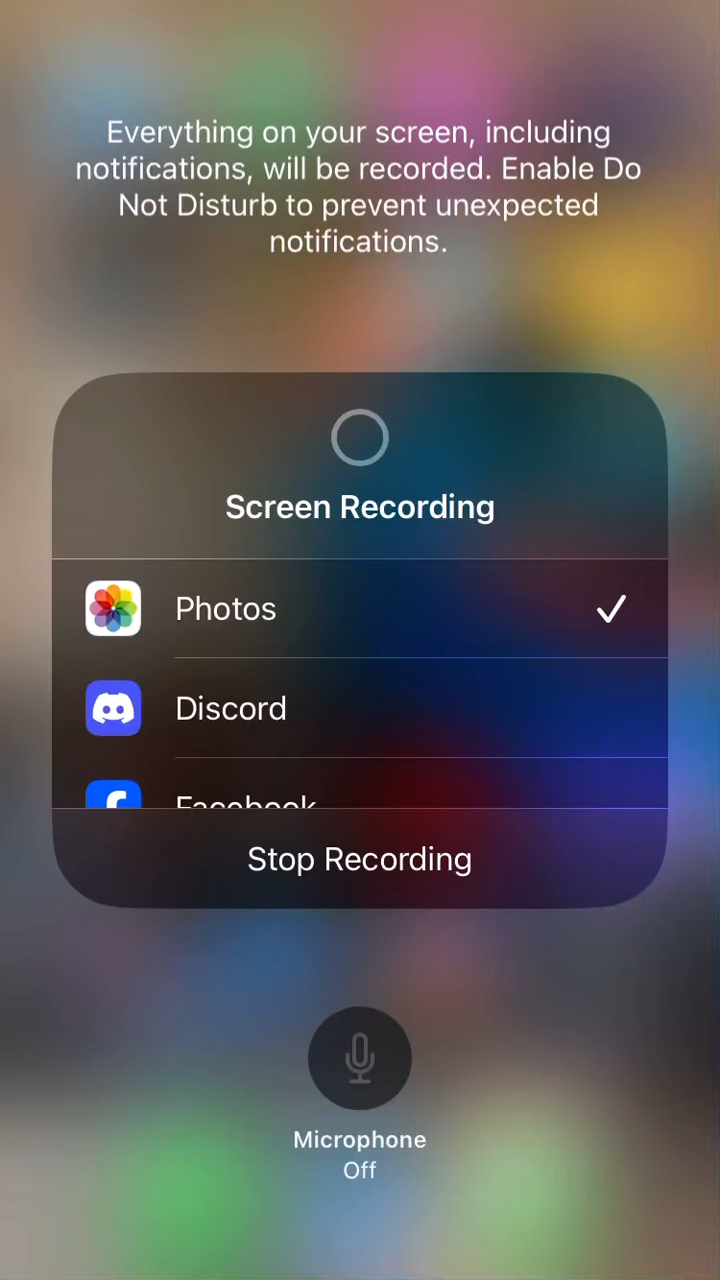 Everything on your screen, including
notifications, will be recorded. Enable Do
Not Disturb to prevent unexpected
notifications.
Screen Recording
Photos
Discord
Facebook
Stop Recording
Microphone
Off